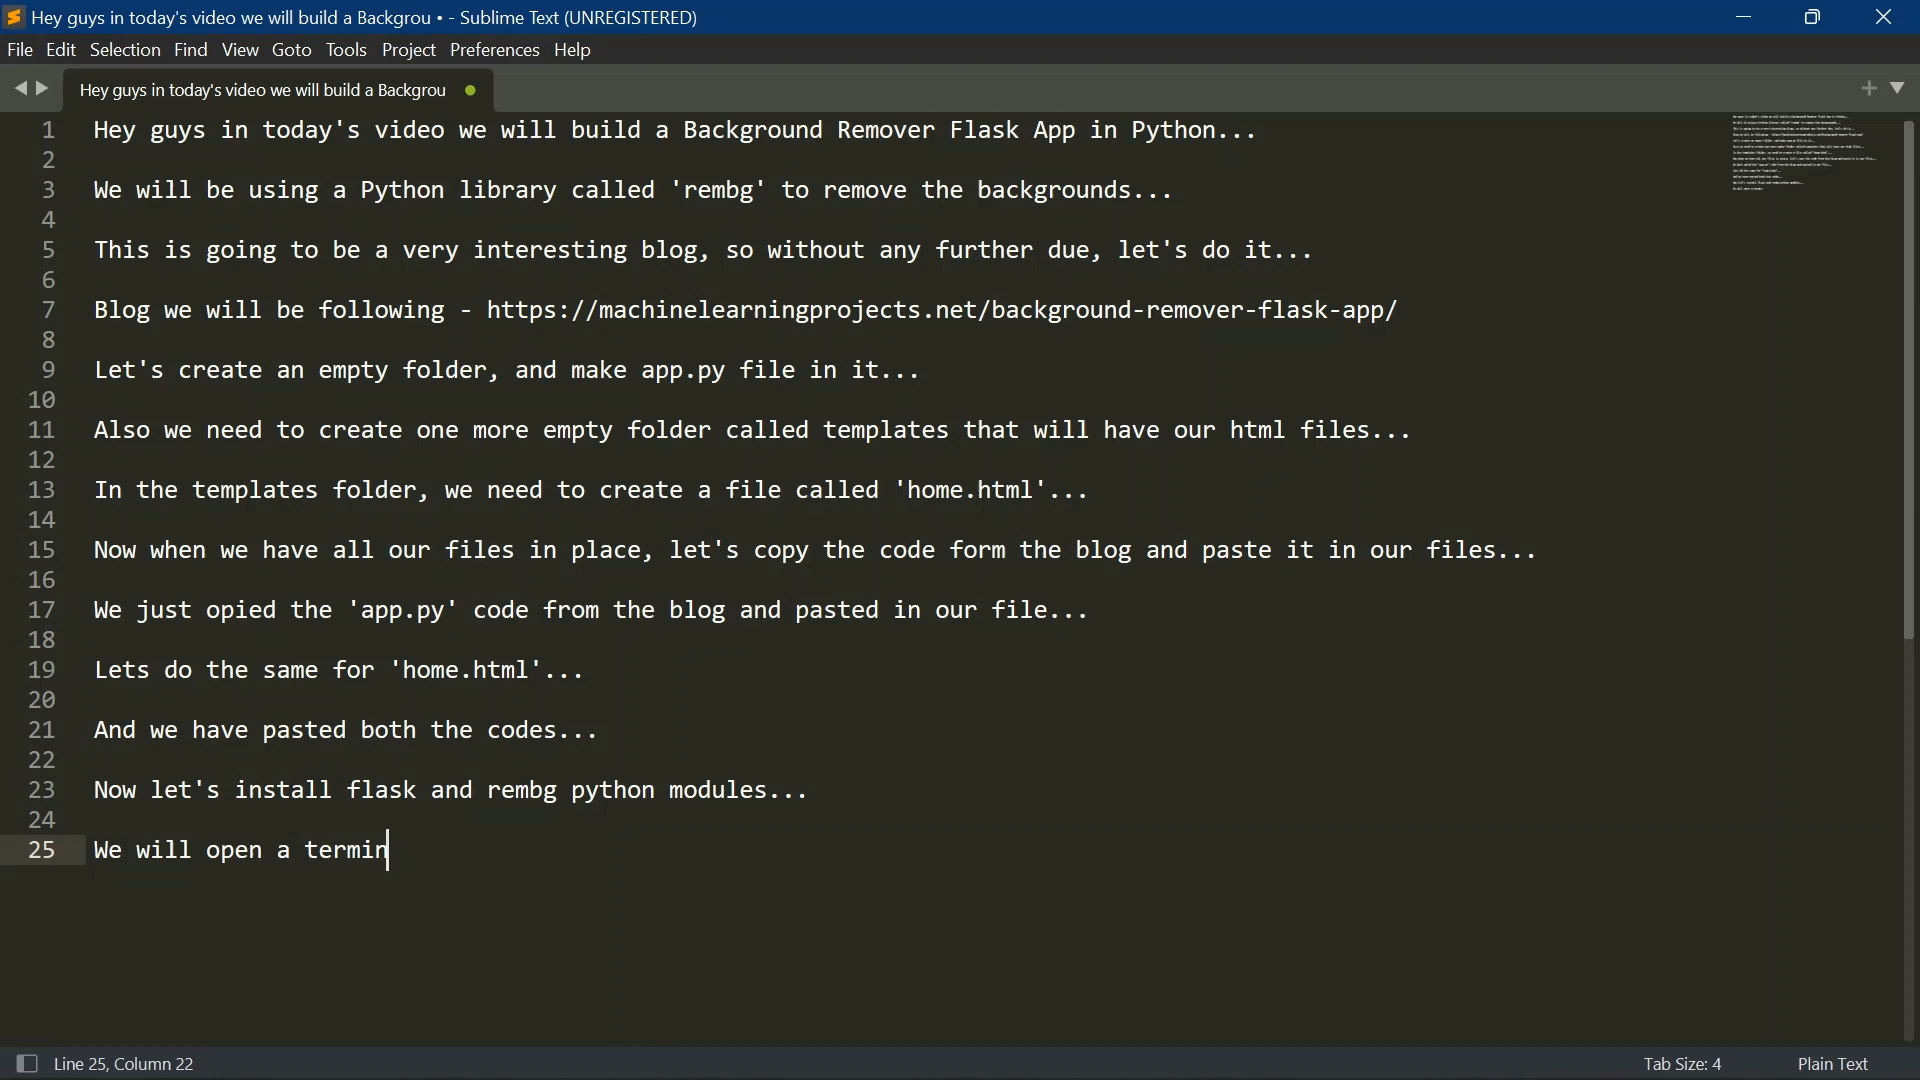 Hey guys in today's video we will build a Backgrou • - Sublime Text (UNREGISTERED)
File Edit Selection Find View Goto Tools Project Preferences Help
Hey guys in today's video we will build a Backgrou
1 Hey guys in today's video we will build a Background Remover Flask App in Python...
2
3 We will be using a Python library called 'rembg' to remove the backgrounds...
4
5 This is going to be a very interesting blog, so without any further due, let's do it...
6
7 Blog we will be following - https://machinelearningprojects.net/background-remover-flask-app/
8
9 Let's create an empty folder, and make app.py file in it...
10
11 Also we need to create one more empty folder called templates that will have our html files...
12
13 In the templates folder, we need to create a file called 'home.html'...
14
15 Now when we have all our files in place, let's copy the code form the blog and paste it in our files...
16
17 We just opied the 'app.py' code from the blog and pasted in our file...
18
19 Lets do the same for 'home.html'...
20
21 And we have pasted both the codes...
22
23 Now let's install flask and rembg python modules...
24
25 We will open a termin
Line 25, Column 22 Tab Size: 4 Plain Text